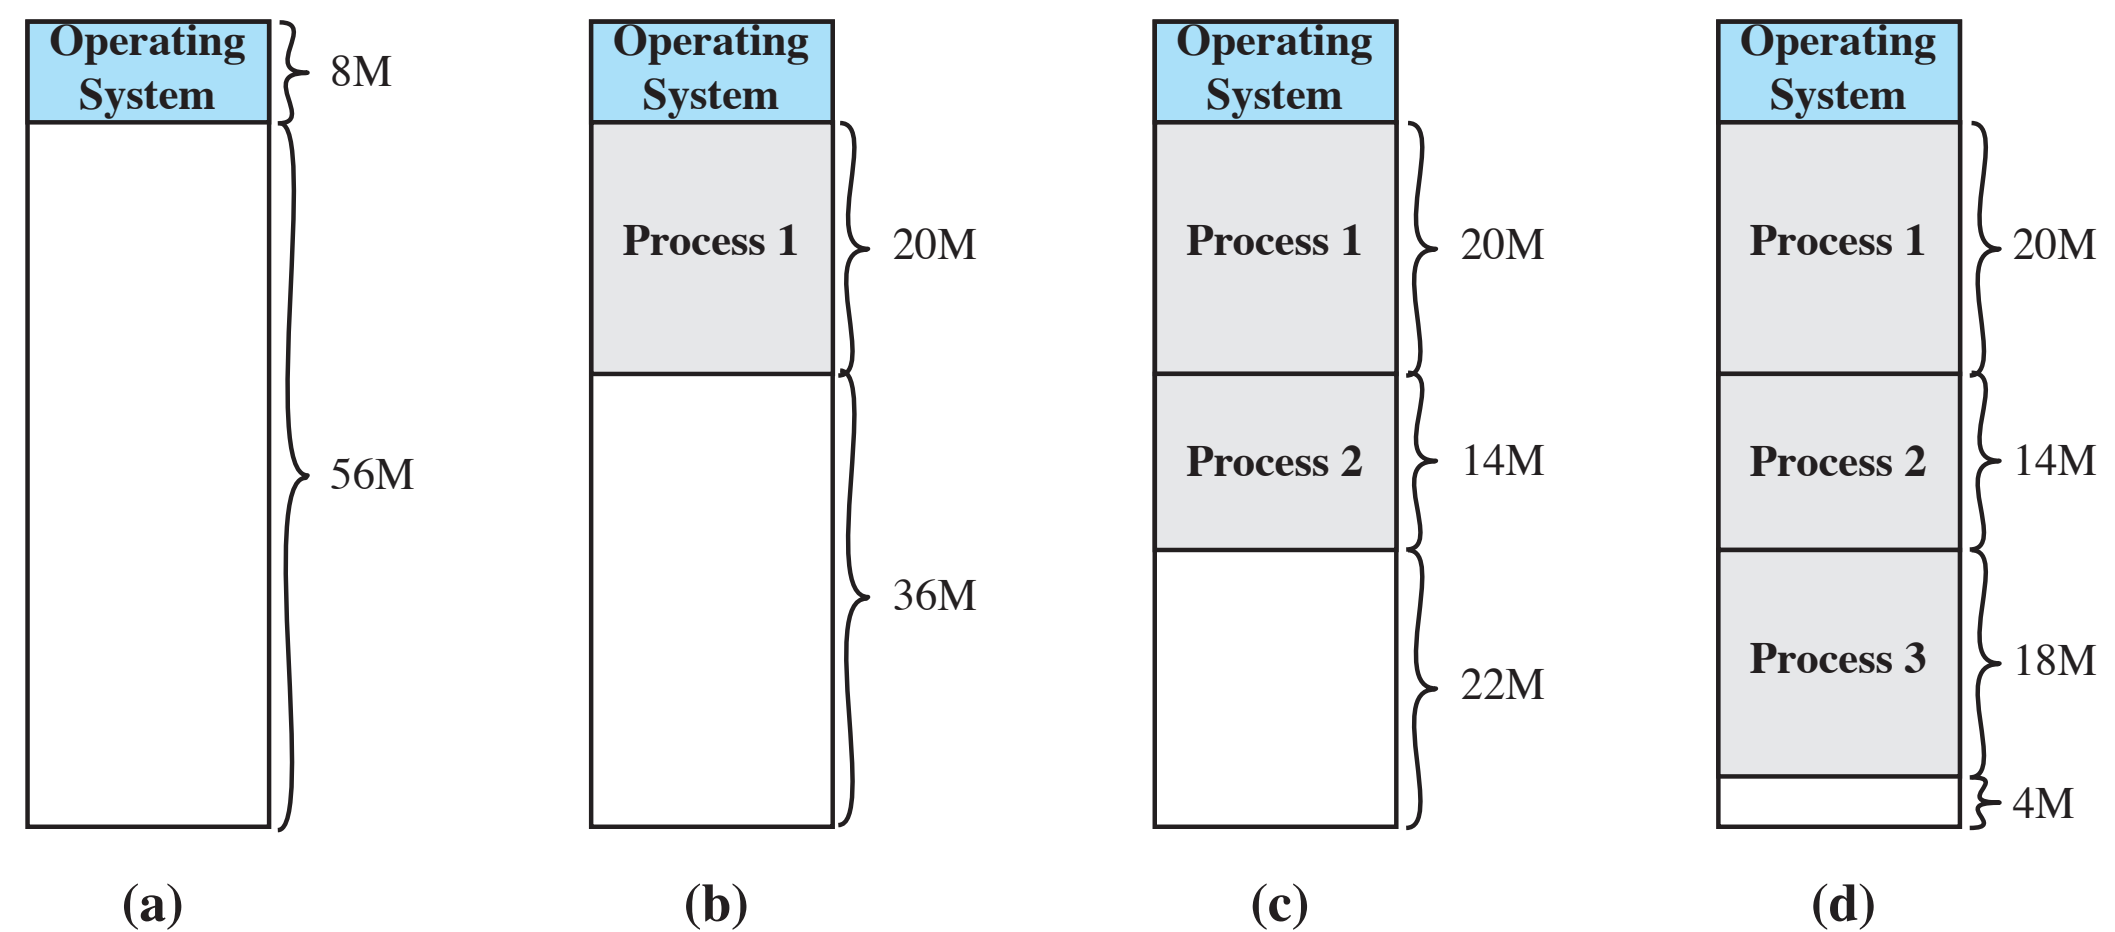 Operating
System
8M
56M
(a)
Operating
System
Process 1
20M
36M
(b)
Operating
System
Process 1
20M
Process 2
14M
22M
(c)
Operating
System
Process 1
20M
Process 2
14M
Process 3
18M
4M
(d)